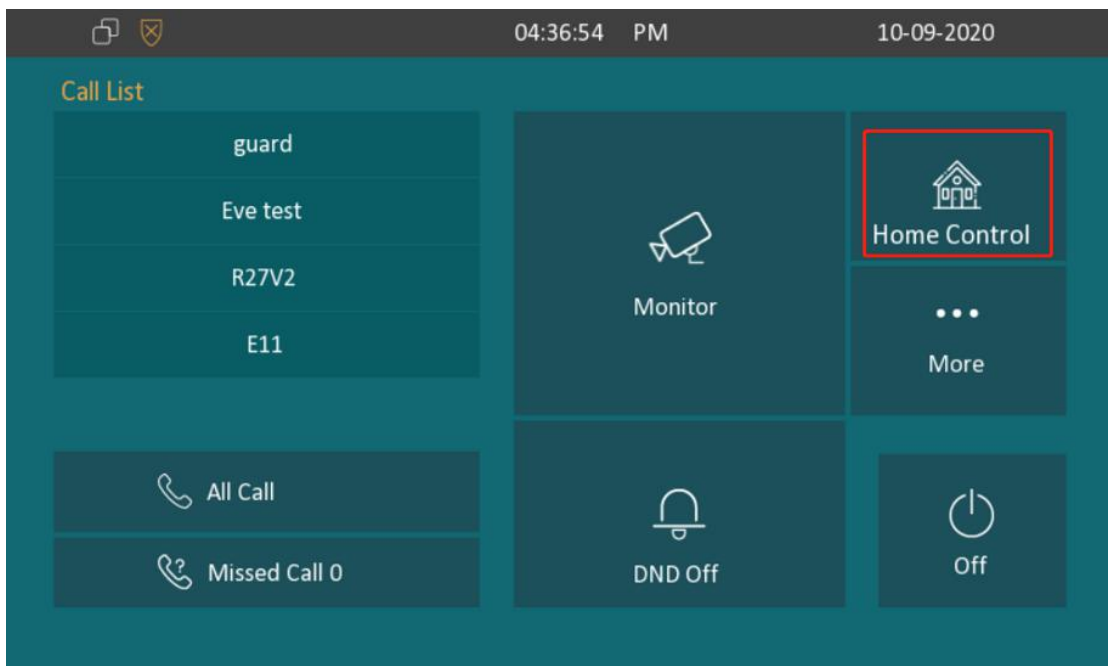 04:36:54 PM 10-09-2020
Call List
guard
Eve test
R27V2
E11
All Call
Missed Call 0
Monitor
DND Off
Home Control
More
Off